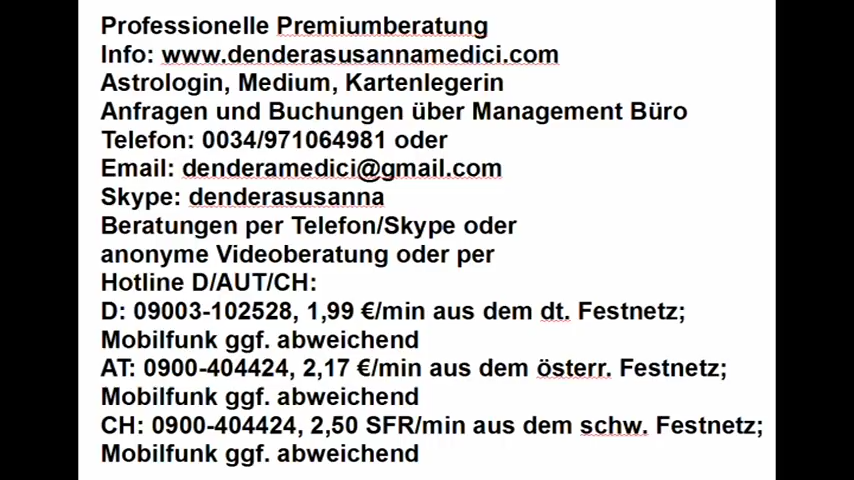 Professionelle Premiumberatung
Info: www.denderasusannamedici.com
Astrologin, Medium, Kartenlegerin
Anfragen und Buchungen über Management Büro
Telefon: 0034/971064981 oder
Email: denderamedici@gmail.com
Skype: denderasusanna
Beratungen per Telefon/Skype oder
anonyme Videoberatung oder per
Hotline D/AUT/CH:
D: 09003-102528, 1,99 €/min aus dem dt. Festnetz;
Mobilfunk ggf. abweichend
AT: 0900-404424, 2,17 €/min aus dem österr. Festnetz;
Mobilfunk ggf. abweichend
CH: 0900-404424, 2,50 SFR/min aus dem schw. Festnetz;
Mobilfunk ggf. abweichend